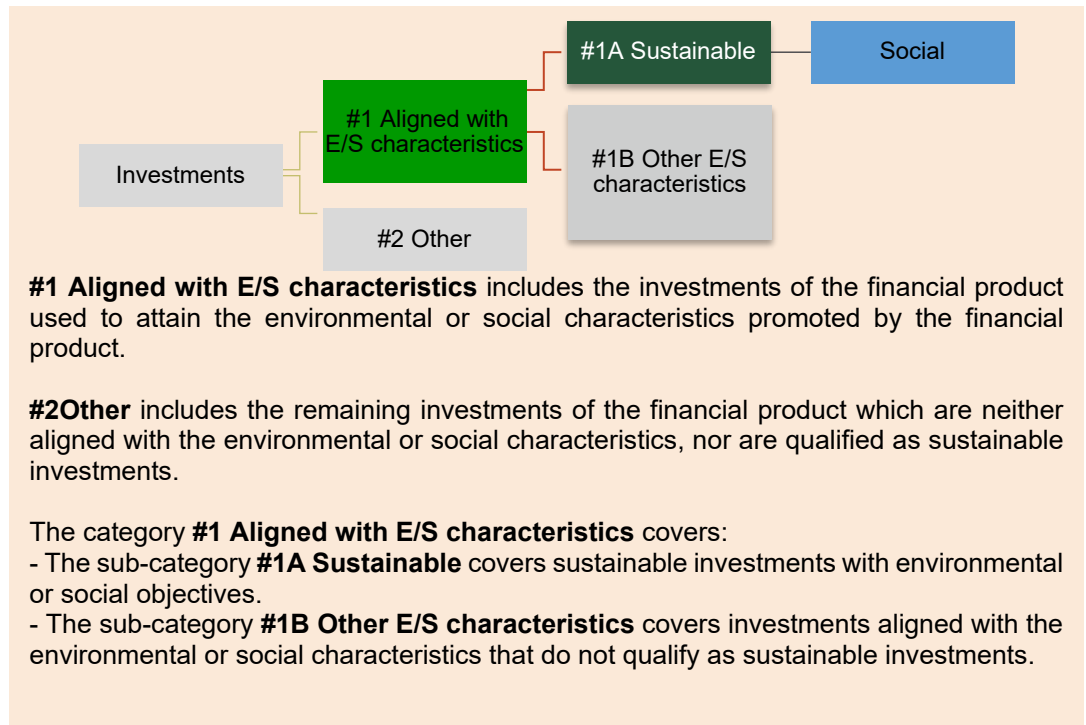 #1A Sustainable
Social
#1 Aligned with
E/S characteristics
#1B Other E/S
characteristics
Investments
#2 Other
#1 Aligned with E/S characteristics includes the investments of the financial product
used to attain the environmental or social characteristics promoted by the financial
product.
#2Other includes the remaining investments of the financial product which are neither
aligned with the environmental or social characteristics, nor are qualified as sustainable
investments.
The category #1 Aligned with E/S characteristics covers:
- The sub-category #1A Sustainable covers sustainable investments with environmental
or social objectives.
- The sub-category #1B Other E/S characteristics covers investments aligned with the
environmental or social characteristics that do not qualify as sustainable investments.